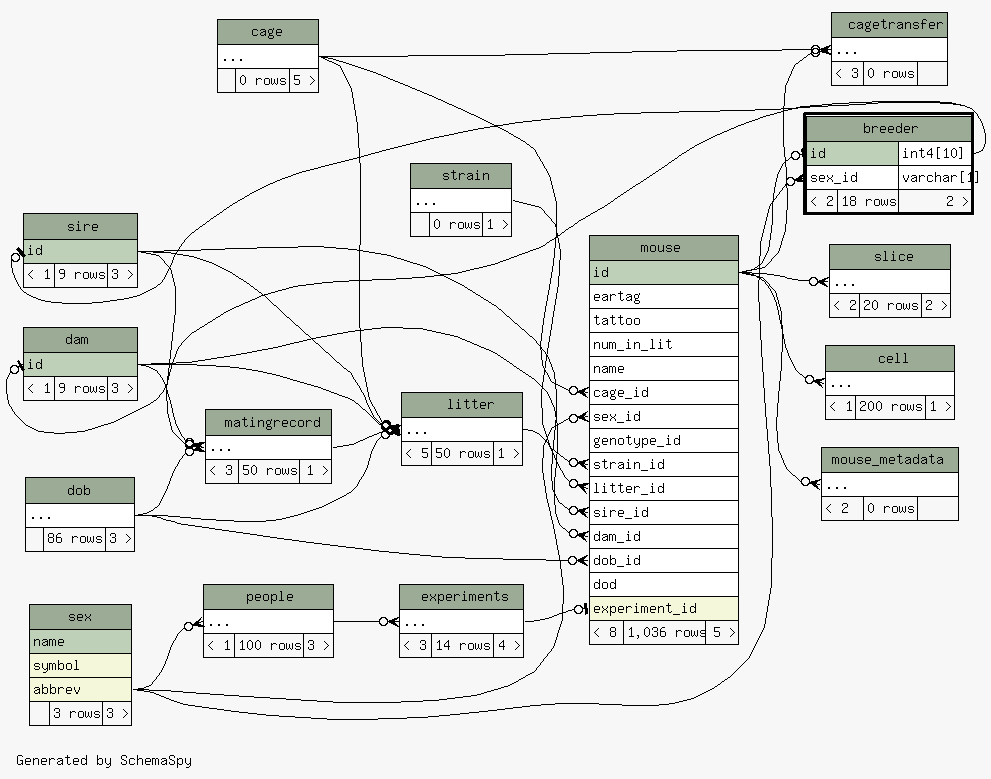 cage
...
0 rows 5 >
cagetransfer
...
< 3 0 rows
breeder
id int4[10]
sex_id varchar[1]
< 2 18 rows 2 >
strain
...
0 rows 1 >
sire
id
< 1 9 rows 3 >
mouse
id
eartag
tattoo
num_in_lit
name
cage_id
sex_id
genotype_id
strain_id
litter_id
sire_id
dam_id
dob_id
dod
experiment_id
< 8 1,036 rows 5 >
slice
...
< 2 20 rows 2 >
dam
id
< 1 9 rows 3 >
cell
...
< 1 200 rows 1 >
litter
...
< 5 50 rows 1 >
matingrecord
...
< 3 50 rows 1 >
mouse_metadata
...
< 2 0 rows
dob
...
86 rows 3 >
people
...
< 1 100 rows 3 >
experiments
...
< 3 14 rows 4 >
sex
name
symbol
abbrev
3 rows 3 >
Generated by SchemaSpy